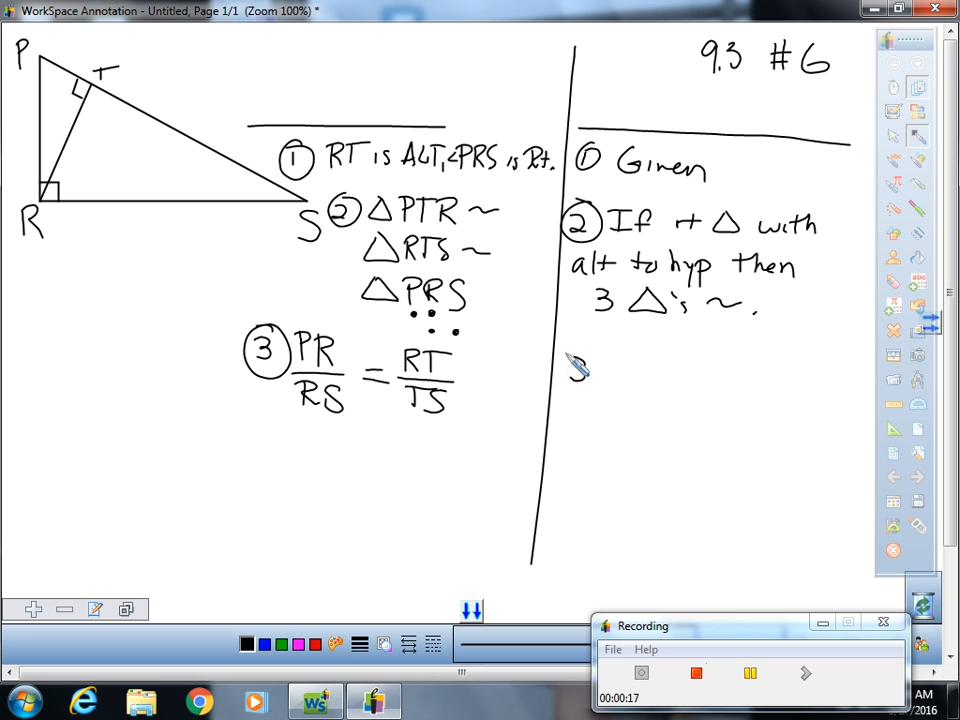 WorkSpace Annotation - Untitled, Page 1/1 (Zoom 100%) *
9.3 #6
P
T
R
S
① RT is ALT, <PRS is Rt.
① Given
② △PTR ~
△RTS ~
△PRS
② If rt △ with
alt to hyp then
3 △'s ~.
③ PR/RS = RT/TS
3
Recording
File Help
00:00:17
AM
/2016